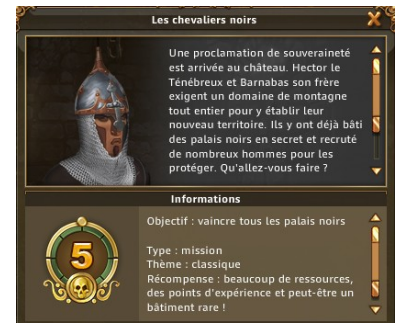 Les chevaliers noirs
Une proclamation de souveraineté
est arrivée au château. Hector le
Ténébreux et Barnabas son frère
exigent un domaine de montagne
tout entier pour y établir leur
nouveau territoire. Ils y ont déjà bâti
des palais noirs en secret et recruté
de nombreux hommes pour les
protéger. Qu'allez-vous faire ?
Informations
Objectif : vaincre tous les palais noirs
Type : mission
Thème : classique
Récompense : beaucoup de ressources,
des points d'expérience et peut-être un
bâtiment rare !
5